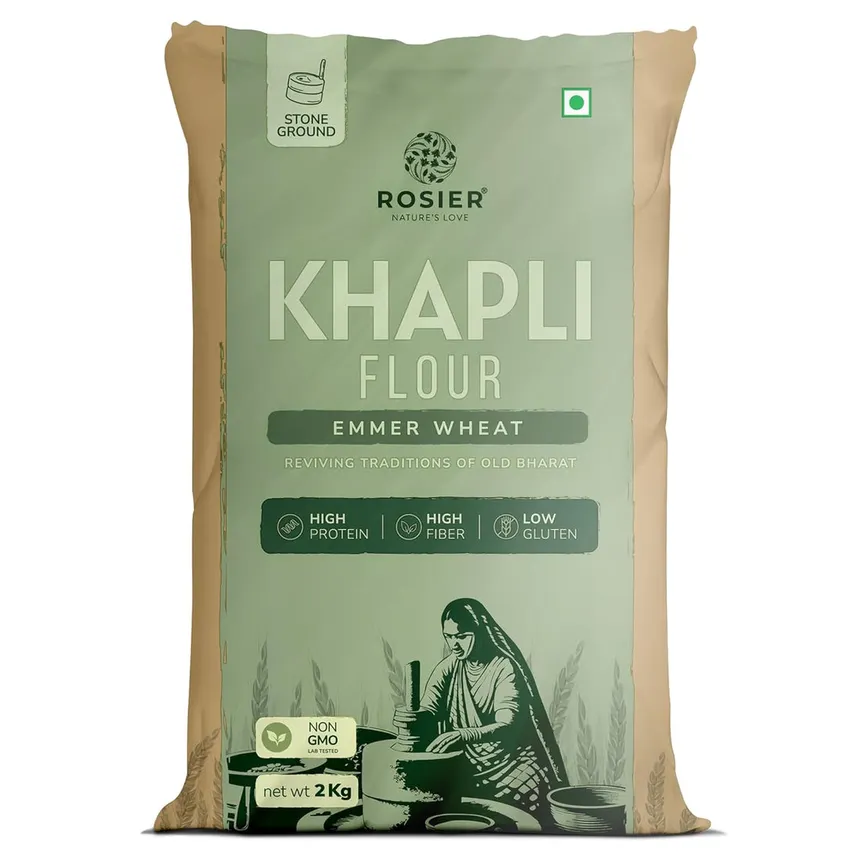 STONE
GROUND
ROSIER®
NATURE'S LOVE
KHAPLI
FLOUR
EMMER WHEAT
REVIVING TRADITIONS OF OLD BHARAT
HIGH
PROTEIN
HIGH
FIBER
LOW
GLUTEN
NON
GMO
LAB TESTED
net wt 2Kg